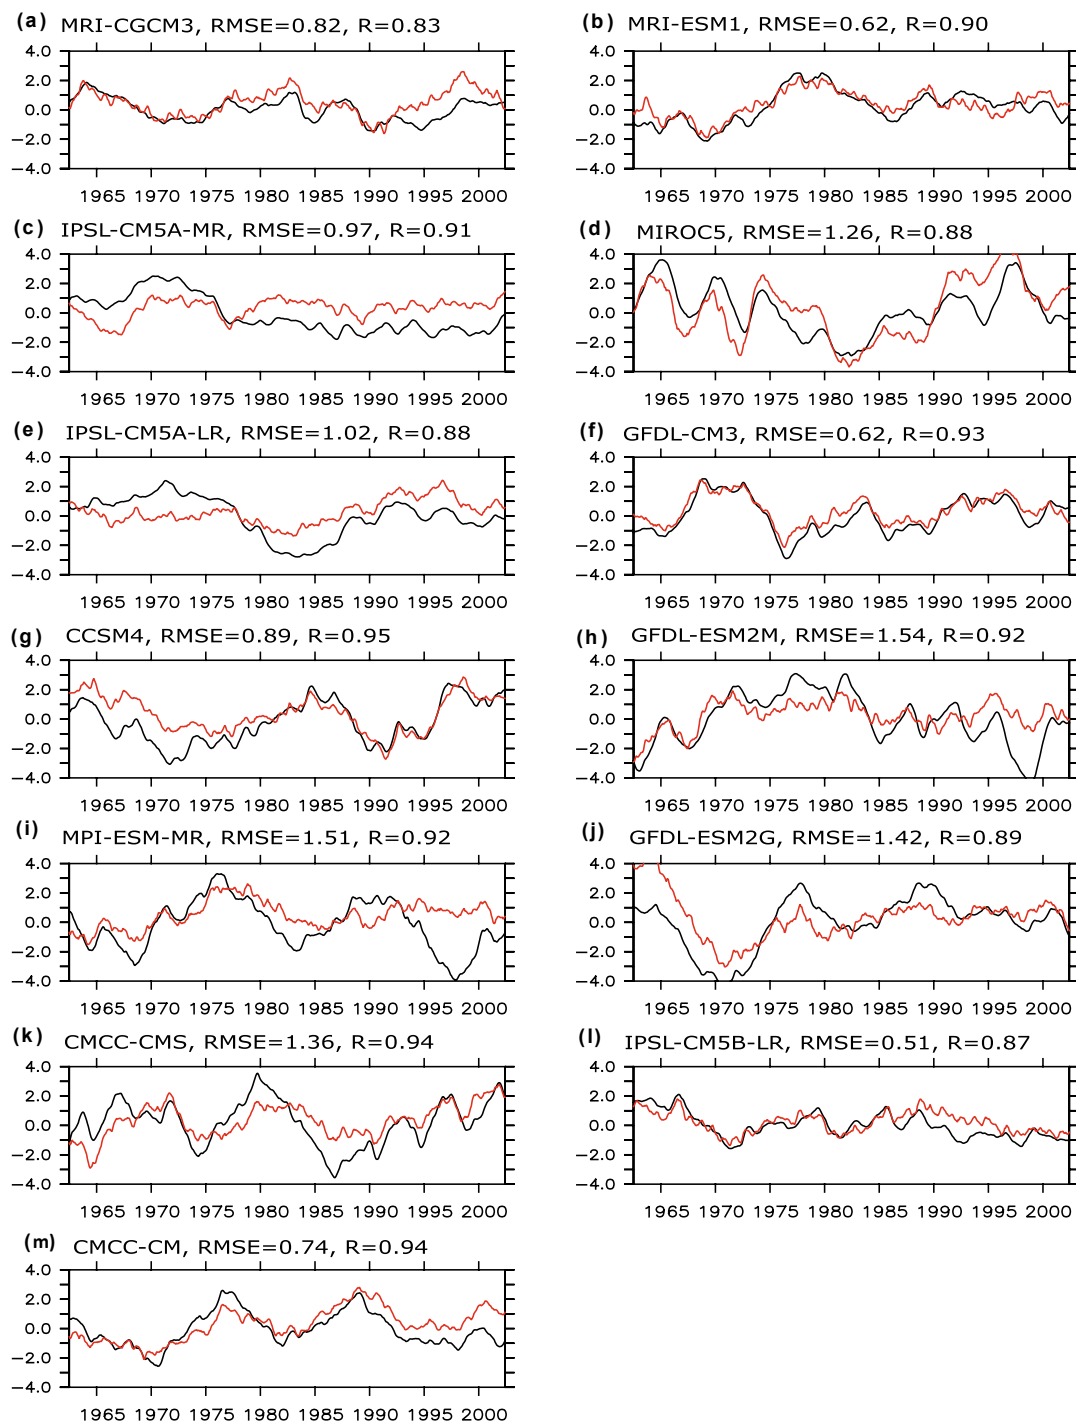 (a) MRI-CGCM3, RMSE=0.82, R=0.83
4.0
2.0
0.0
−2.0
−4.0
1965 1970 1975 1980 1985 1990 1995 2000
(b) MRI-ESM1, RMSE=0.62, R=0.90
4.0
2.0
0.0
−2.0
−4.0
1965 1970 1975 1980 1985 1990 1995 2000
(c) IPSL-CM5A-MR, RMSE=0.97, R=0.91
4.0
2.0
0.0
−2.0
−4.0
1965 1970 1975 1980 1985 1990 1995 2000
(d) MIROC5, RMSE=1.26, R=0.88
4.0
2.0
0.0
−2.0
−4.0
1965 1970 1975 1980 1985 1990 1995 2000
(e) IPSL-CM5A-LR, RMSE=1.02, R=0.88
4.0
2.0
0.0
−2.0
−4.0
1965 1970 1975 1980 1985 1990 1995 2000
(f) GFDL-CM3, RMSE=0.62, R=0.93
4.0
2.0
0.0
−2.0
−4.0
1965 1970 1975 1980 1985 1990 1995 2000
(g) CCSM4, RMSE=0.89, R=0.95
4.0
2.0
0.0
−2.0
−4.0
1965 1970 1975 1980 1985 1990 1995 2000
(h) GFDL-ESM2M, RMSE=1.54, R=0.92
4.0
2.0
0.0
−2.0
−4.0
1965 1970 1975 1980 1985 1990 1995 2000
(i) MPI-ESM-MR, RMSE=1.51, R=0.92
4.0
2.0
0.0
−2.0
−4.0
1965 1970 1975 1980 1985 1990 1995 2000
(j) GFDL-ESM2G, RMSE=1.42, R=0.89
4.0
2.0
0.0
−2.0
−4.0
1965 1970 1975 1980 1985 1990 1995 2000
(k) CMCC-CMS, RMSE=1.36, R=0.94
4.0
2.0
0.0
−2.0
−4.0
1965 1970 1975 1980 1985 1990 1995 2000
(l) IPSL-CM5B-LR, RMSE=0.51, R=0.87
4.0
2.0
0.0
−2.0
−4.0
1965 1970 1975 1980 1985 1990 1995 2000
(m) CMCC-CM, RMSE=0.74, R=0.94
4.0
2.0
0.0
−2.0
−4.0
1965 1970 1975 1980 1985 1990 1995 2000